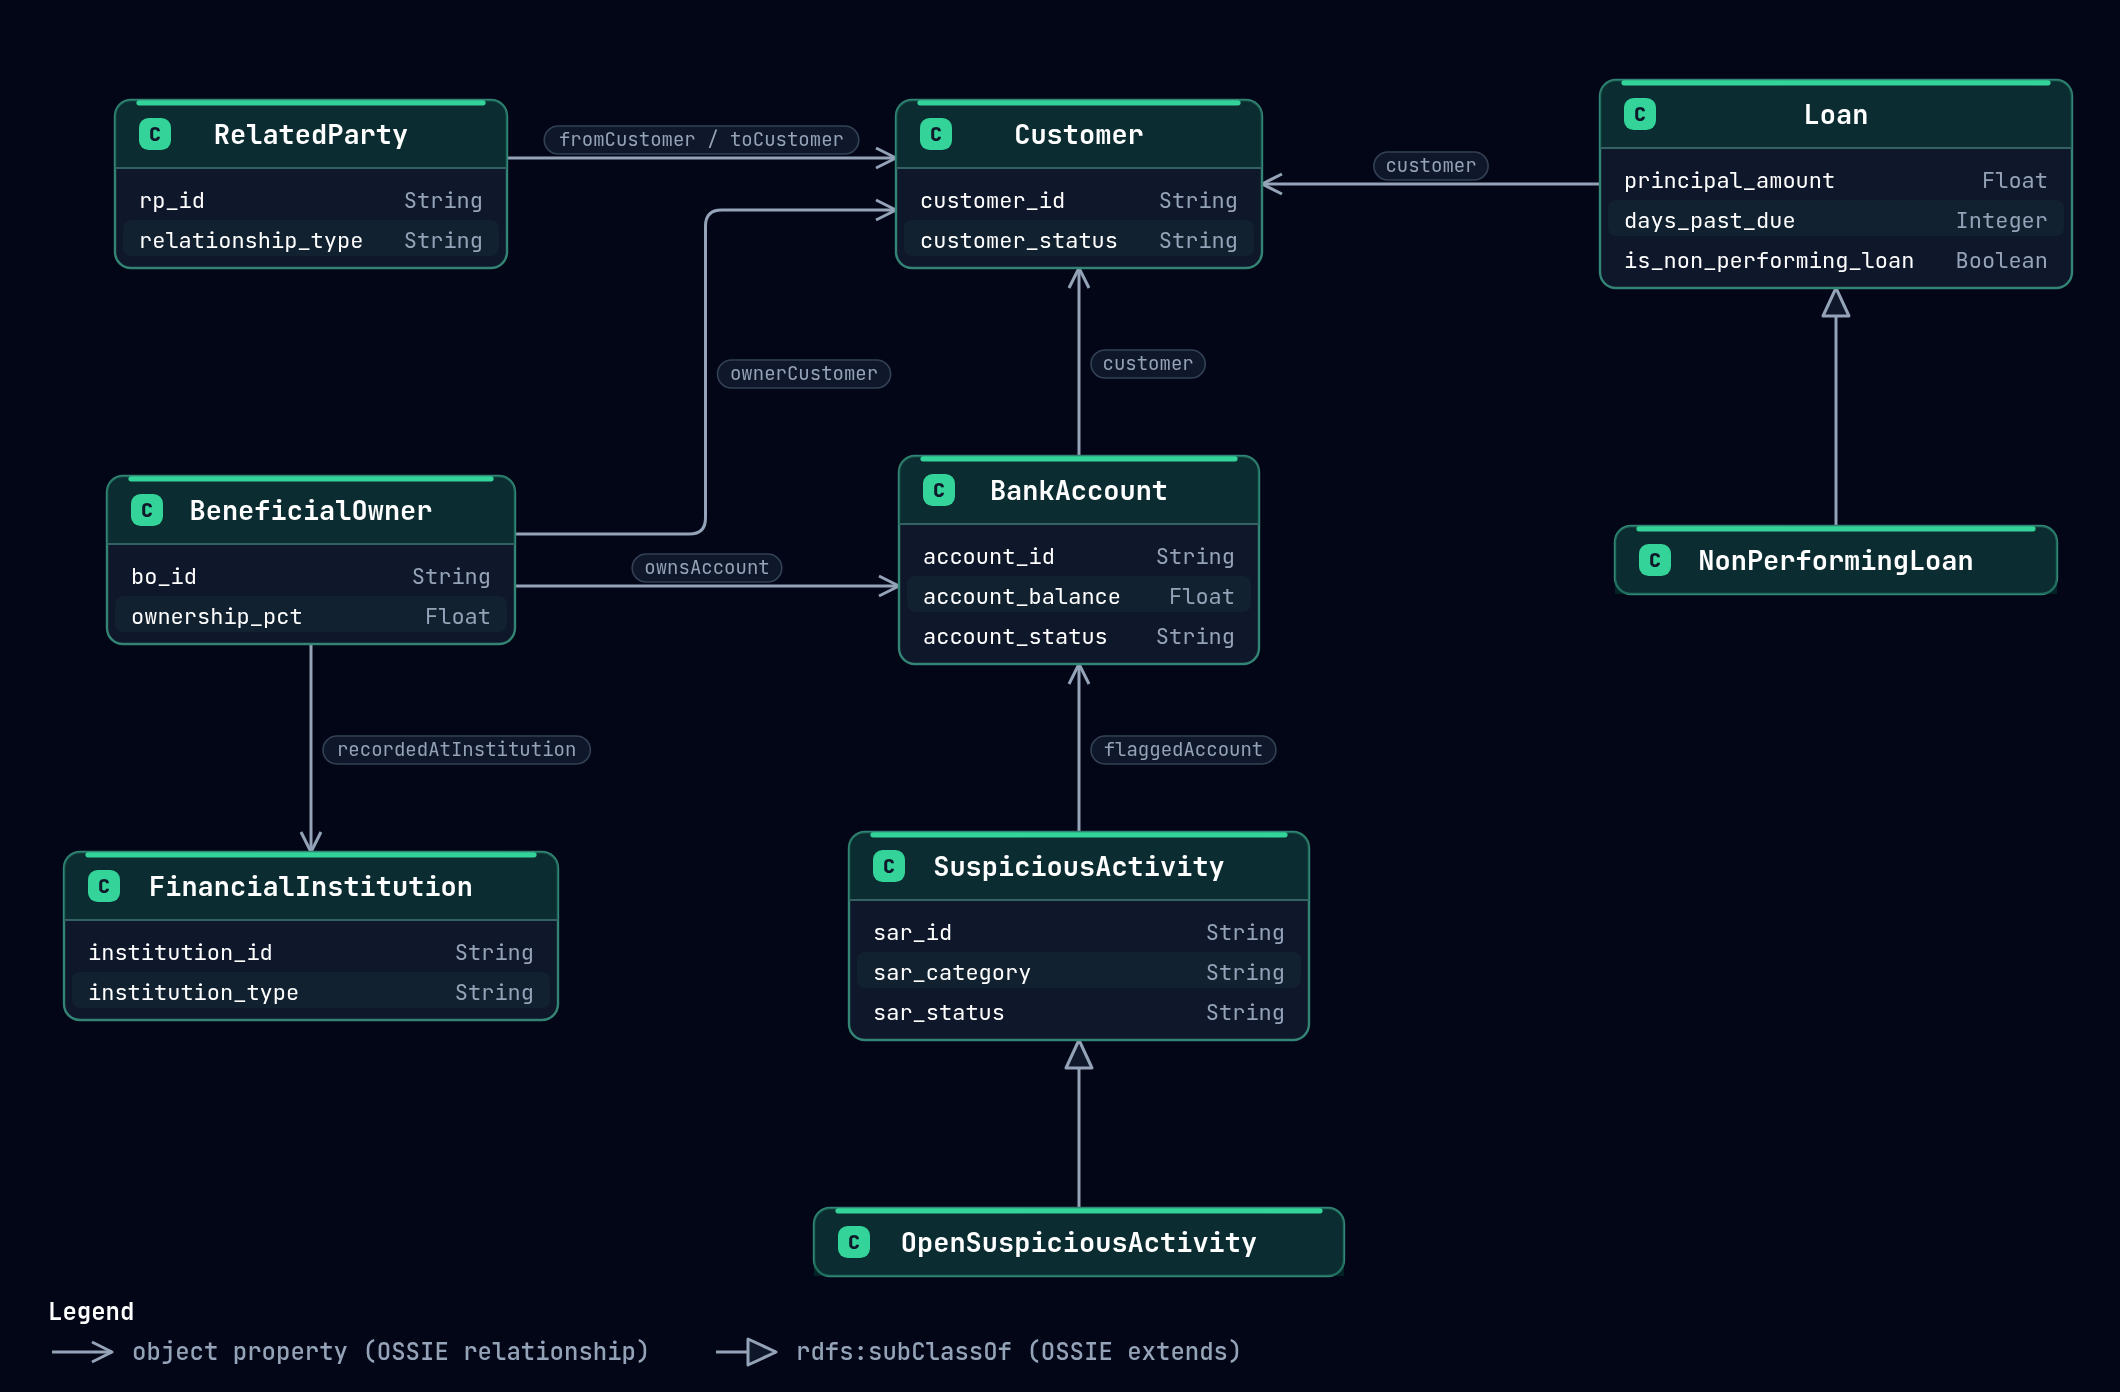 C RelatedParty
rp_id String
relationship_type String
fromCustomer / toCustomer
C Customer
customer_id String
customer_status String
customer
C Loan
principal_amount Float
days_past_due Integer
is_non_performing_loan Boolean
ownerCustomer
customer
C BeneficialOwner
bo_id String
ownership_pct Float
ownsAccount
C BankAccount
account_id String
account_balance Float
account_status String
C NonPerformingLoan
recordedAtInstitution
flaggedAccount
C FinancialInstitution
institution_id String
institution_type String
C SuspiciousActivity
sar_id String
sar_category String
sar_status String
C OpenSuspiciousActivity
Legend
object property (OSSIE relationship)
rdfs:subClassOf (OSSIE extends)